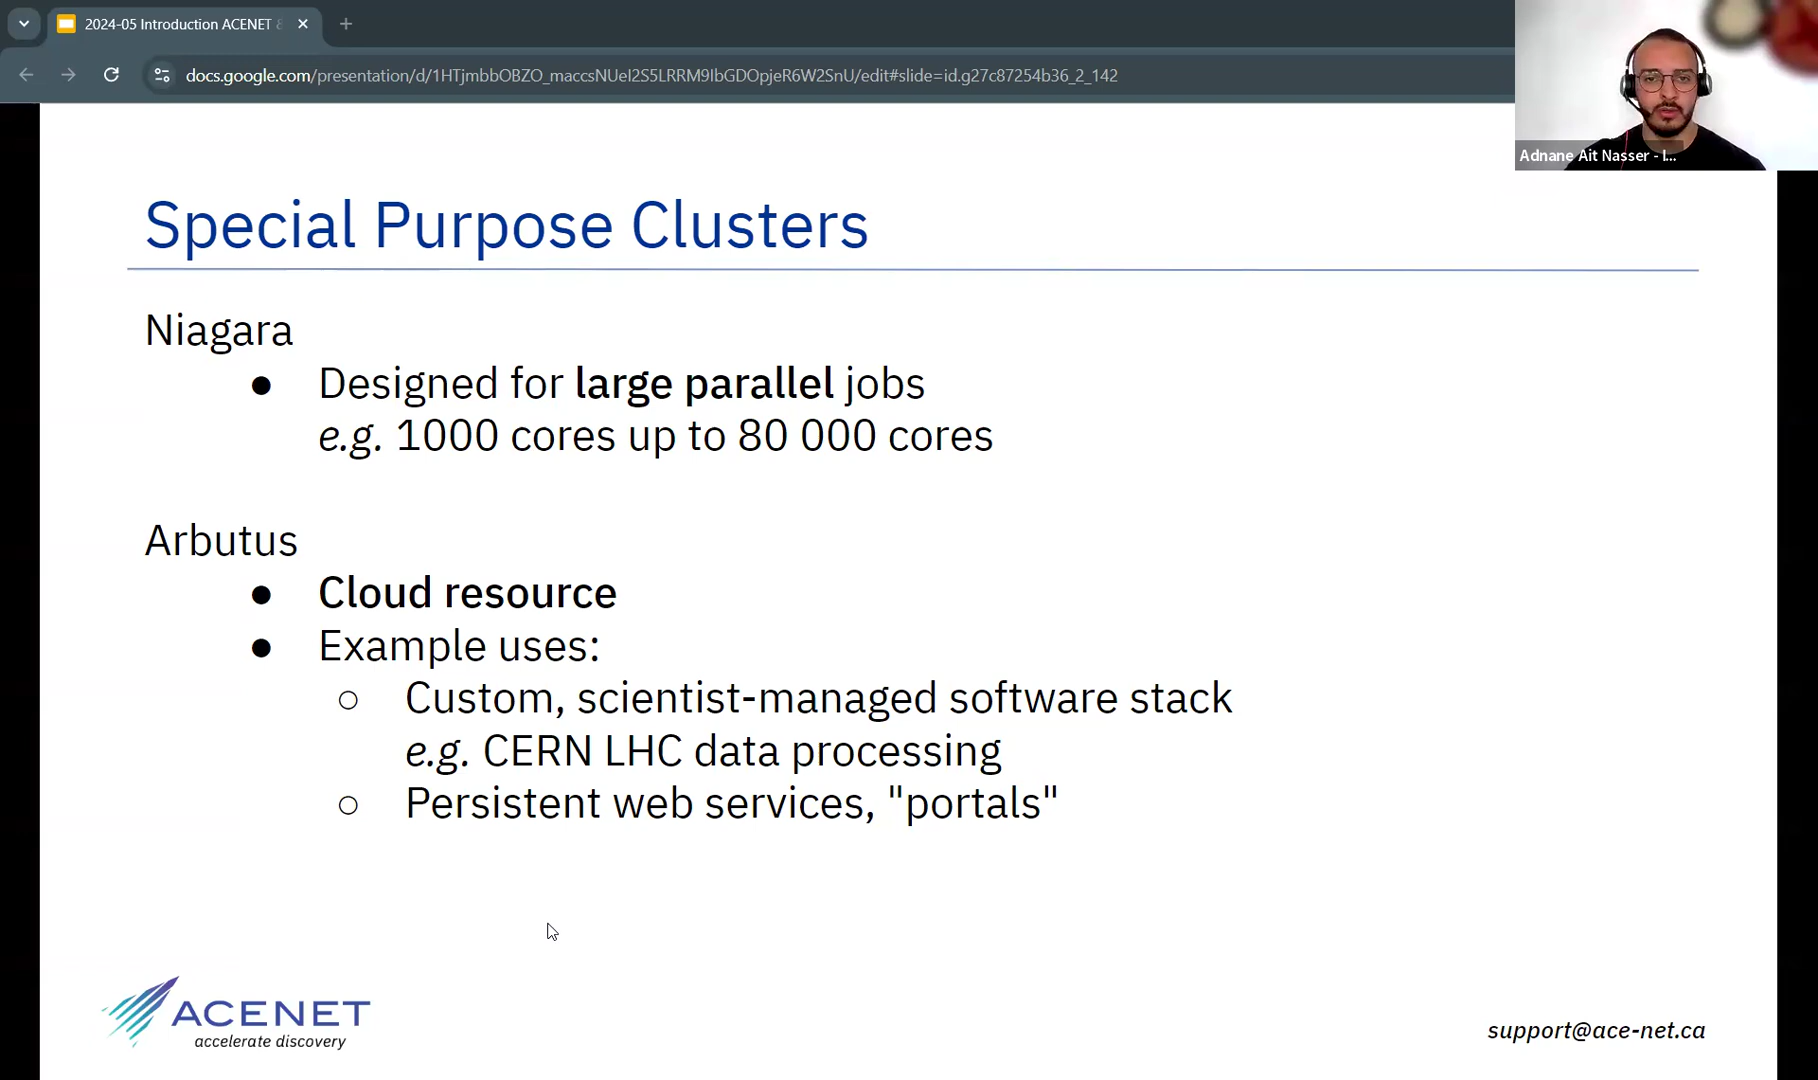 2024-05 Introduction ACENET &
docs.google.com/presentation/d/1HTjmbbOBZO_maccsNUeI2S5LRRM9IbGDOpjeR6W2SnU/edit#slide=id.g27c87254b36_2_142
Adnane Ait Nasser - I...
Special Purpose Clusters
Niagara
● Designed for large parallel jobs
e.g. 1000 cores up to 80 000 cores
Arbutus
● Cloud resource
● Example uses:
○ Custom, scientist-managed software stack
e.g. CERN LHC data processing
○ Persistent web services, "portals"
ACENET
accelerate discovery
support@ace-net.ca